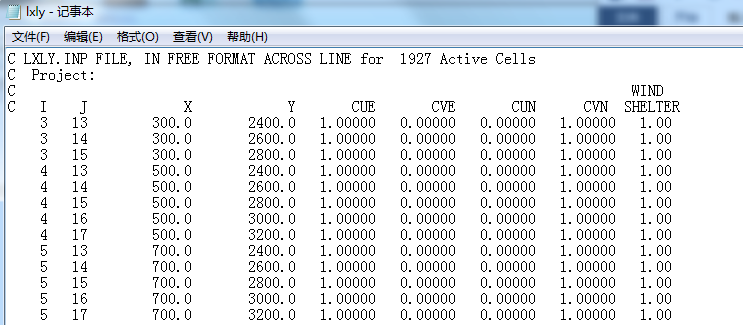 lxly - 记事本
文件(F) 编辑(E) 格式(O) 查看(V) 帮助(H)
C LXLY.INP FILE, IN FREE FORMAT ACROSS LINE for  1927 Active Cells
C  Project:
C WIND
C I J X Y CUE CVE CUN CVN SHELTER
3 13 300.0 2400.0 1.00000 0.00000 0.00000 1.00000 1.00
3 14 300.0 2600.0 1.00000 0.00000 0.00000 1.00000 1.00
3 15 300.0 2800.0 1.00000 0.00000 0.00000 1.00000 1.00
4 13 500.0 2400.0 1.00000 0.00000 0.00000 1.00000 1.00
4 14 500.0 2600.0 1.00000 0.00000 0.00000 1.00000 1.00
4 15 500.0 2800.0 1.00000 0.00000 0.00000 1.00000 1.00
4 16 500.0 3000.0 1.00000 0.00000 0.00000 1.00000 1.00
4 17 500.0 3200.0 1.00000 0.00000 0.00000 1.00000 1.00
5 13 700.0 2400.0 1.00000 0.00000 0.00000 1.00000 1.00
5 14 700.0 2600.0 1.00000 0.00000 0.00000 1.00000 1.00
5 15 700.0 2800.0 1.00000 0.00000 0.00000 1.00000 1.00
5 16 700.0 3000.0 1.00000 0.00000 0.00000 1.00000 1.00
5 17 700.0 3200.0 1.00000 0.00000 0.00000 1.00000 1.00